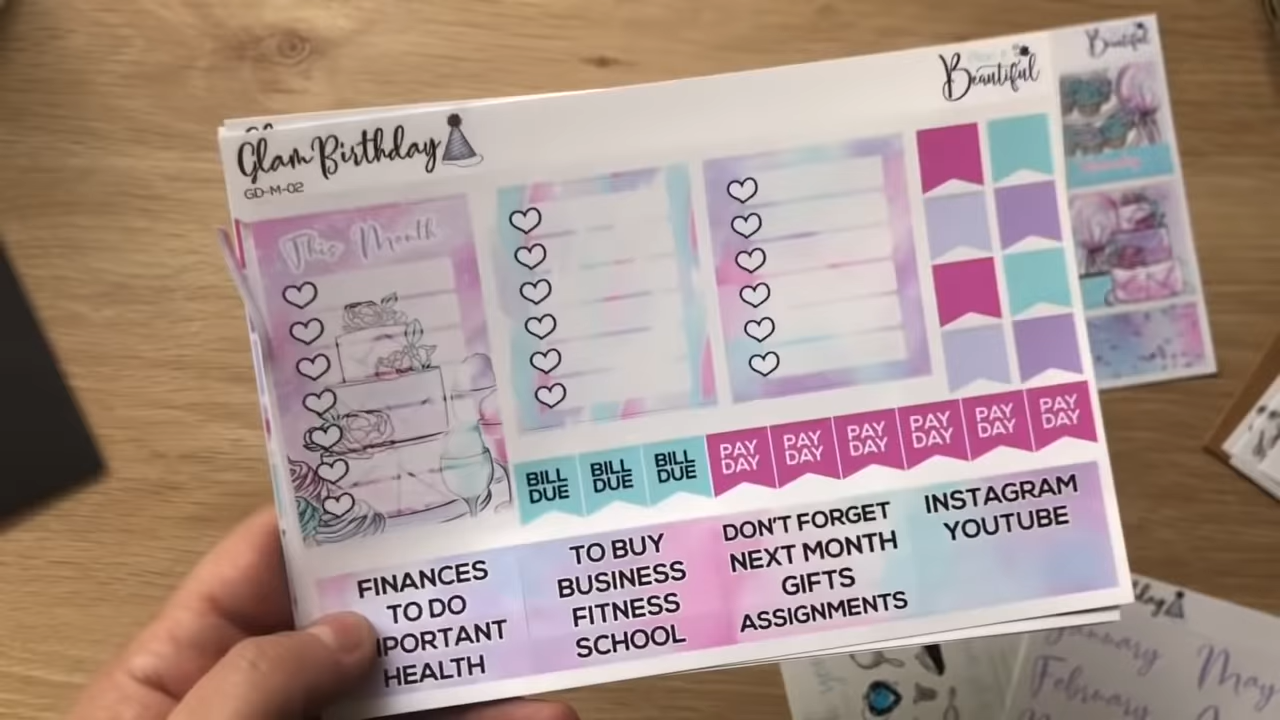 Glam Birthday
GD-M-02
Beautiful
Beautiful
This Month
BILL DUE
BILL DUE
BILL DUE
PAY DAY
PAY DAY
PAY DAY
PAY DAY
PAY DAY
PAY DAY
FINANCES
TO DO
IPORTANT
HEALTH
TO BUY
BUSINESS
FITNESS
SCHOOL
DON'T FORGET
NEXT MONTH
GIFTS
ASSIGNMENTS
INSTAGRAM
YOUTUBE
January
February
May